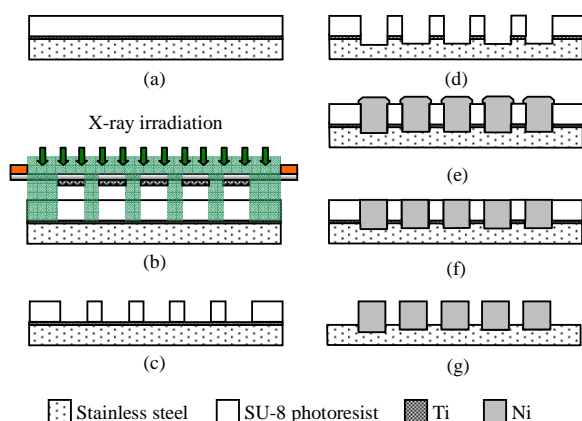 (a)
X-ray irradiation
(b)
(c)
(d)
(e)
(f)
(g)
Stainless steel SU-8 photoresist Ti Ni